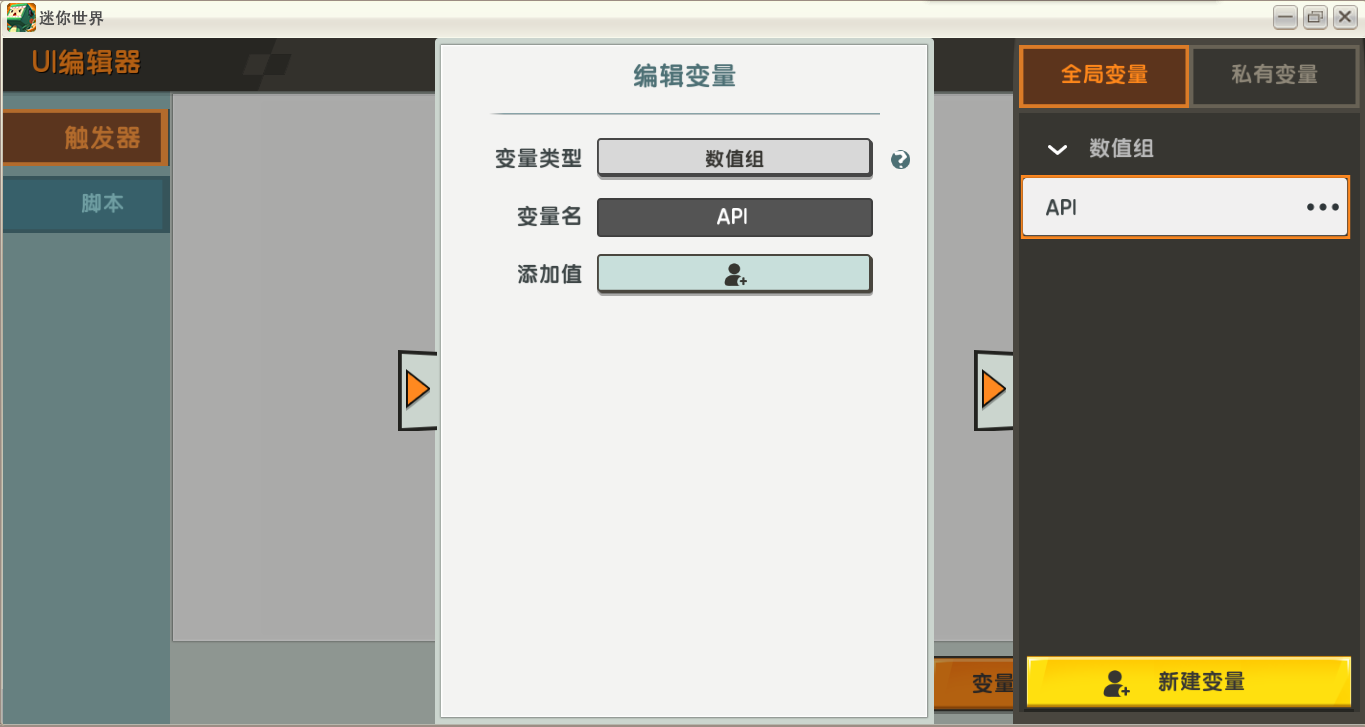 迷你世界
UI编辑器
触发器
脚本
编辑变量
变量类型
数值组
?
变量名
API
添加值
全局变量
私有变量
数值组
API
•••
变量
新建变量